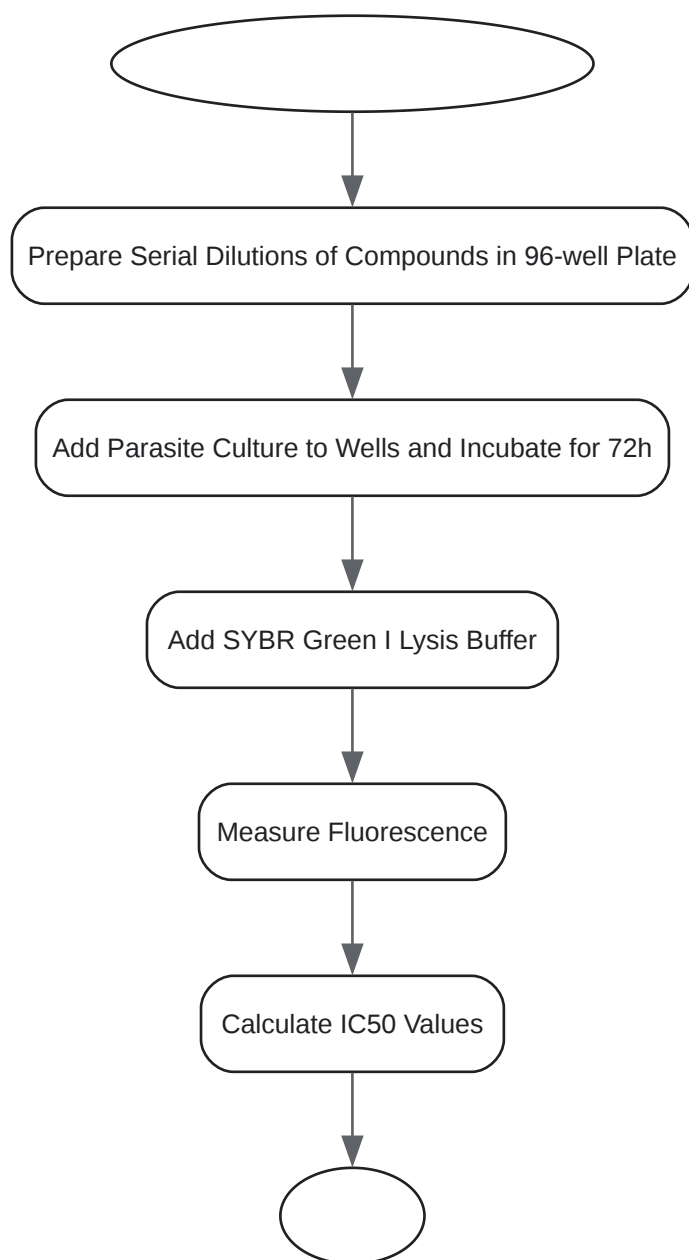 Prepare Serial Dilutions of Compounds in 96-well Plate
Add Parasite Culture to Wells and Incubate for 72h
Add SYBR Green I Lysis Buffer
Measure Fluorescence
Calculate IC50 Values